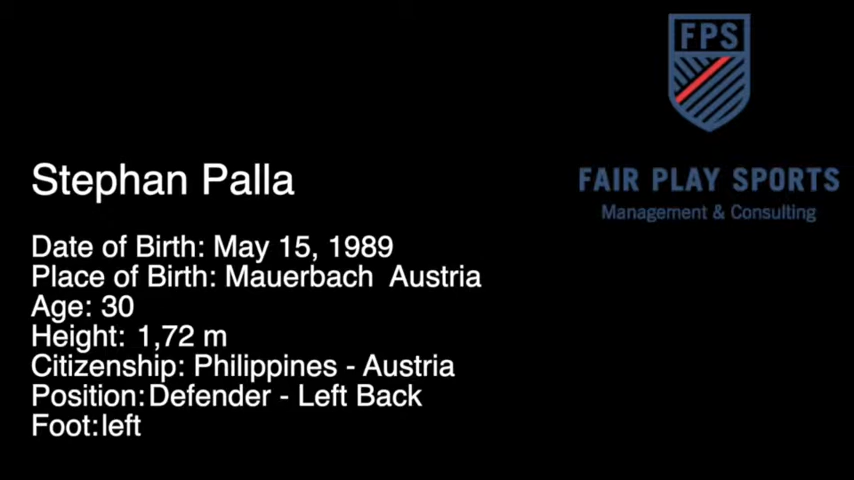 FPS
FAIR PLAY SPORTS
Management & Consulting
Stephan Palla
Date of Birth: May 15, 1989
Place of Birth: Mauerbach  Austria
Age: 30
Height: 1,72 m
Citizenship: Philippines - Austria
Position:Defender - Left Back
Foot:left